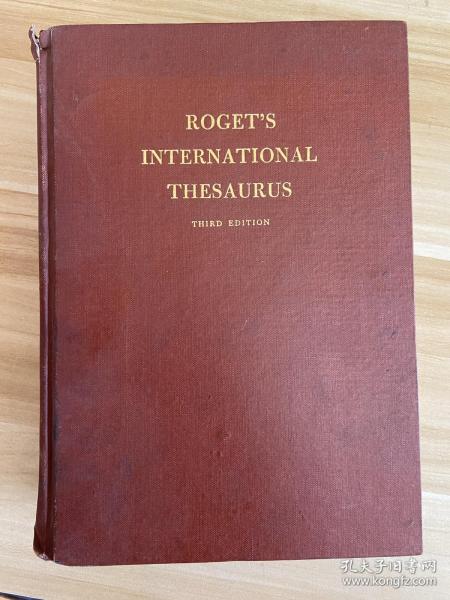 ROGET'S
INTERNATIONAL
THESAURUS
THIRD EDITION
孔夫子旧书网
www.kongfz.com